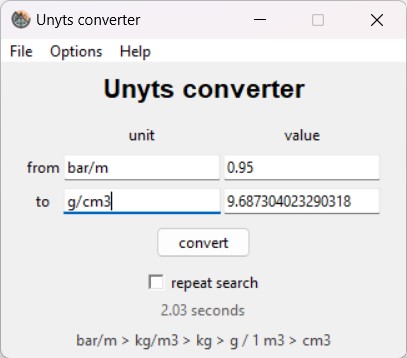 Unyts converter
File Options Help
Unyts converter
unit value
from bar/m 0.95
to g/cm3 9.687304023290318
convert
repeat search
2.03 seconds
bar/m > kg/m3 > kg > g / 1 m3 > cm3